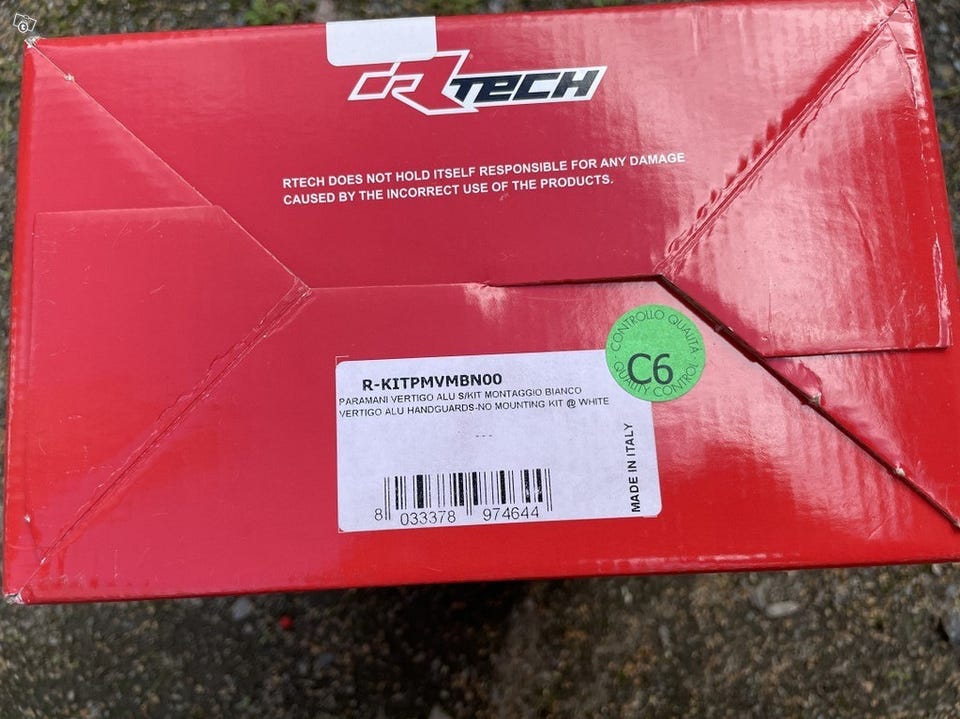 RTECH
RTECH DOES NOT HOLD ITSELF RESPONSIBLE FOR ANY DAMAGE
CAUSED BY THE INCORRECT USE OF THE PRODUCTS.
CONTROLLO QUALITA
C6
QUALITY CONTROL
R-KITPMVMBN00
PARAMANI VERTIGO ALU S/KIT MONTAGGIO BIANCO
VERTIGO ALU HANDGUARDS-NO MOUNTING KIT @ WHITE
---
MADE IN ITALY
8 033378 974644